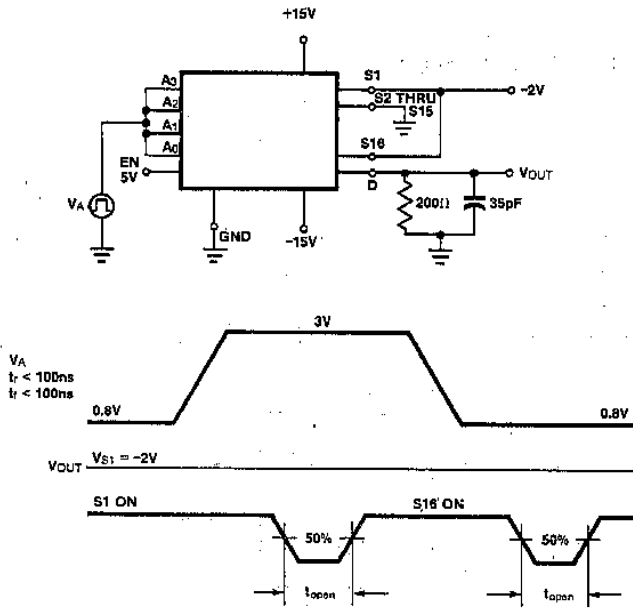 +15V
A3
A2
A1
A0
EN
5V
VA
GND
-15V
S1
S2 THRU
S15
S16
D
-2V
VOUT
200Ω
35pF
3V
VA
tr < 100ns
tf < 100ns
0.8V
0.8V
VOUT
VS1 = -2V
S1 ON
S16 ON
50%
50%
topen
topen